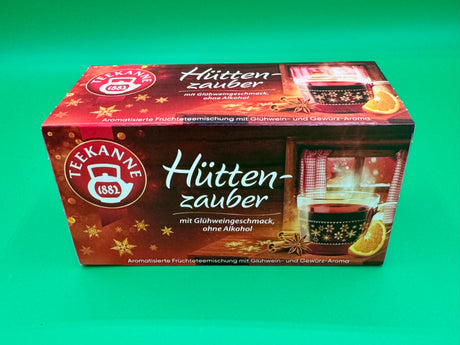 TEEKANNE
1882
Hütten-
zauber
mit Glühweingeschmack,
ohne Alkohol
Aromatisierte Früchteteemischung mit Glühwein- und Gewürz-Aroma
TEEKANNE
1882
Hütten-
zauber
mit Glühweingeschmack,
ohne Alkohol
Aromatisierte Früchteteemischung mit Glühwein- und Gewürz-Aroma